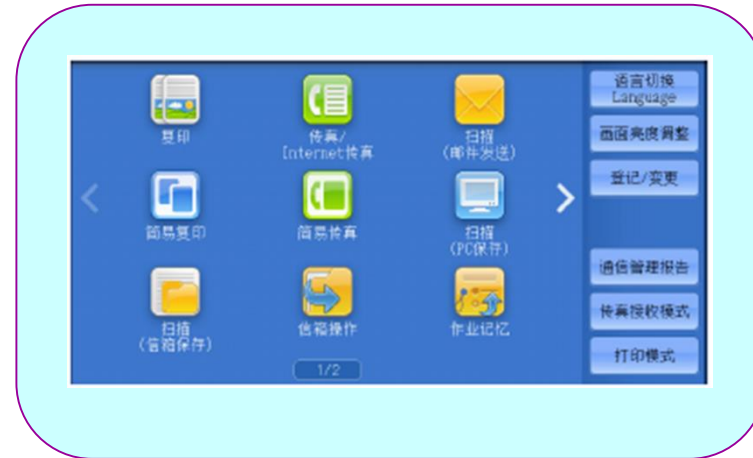 复印
传真/
Internet传真
扫描
(邮件发送)
简易复印
简易传真
扫描
(PC保存)
扫描
(信箱保存)
信箱操作
作业记忆
1/2
语言切换
Language
画面亮度调整
登记/变更
通信管理报告
传真接收模式
打印模式